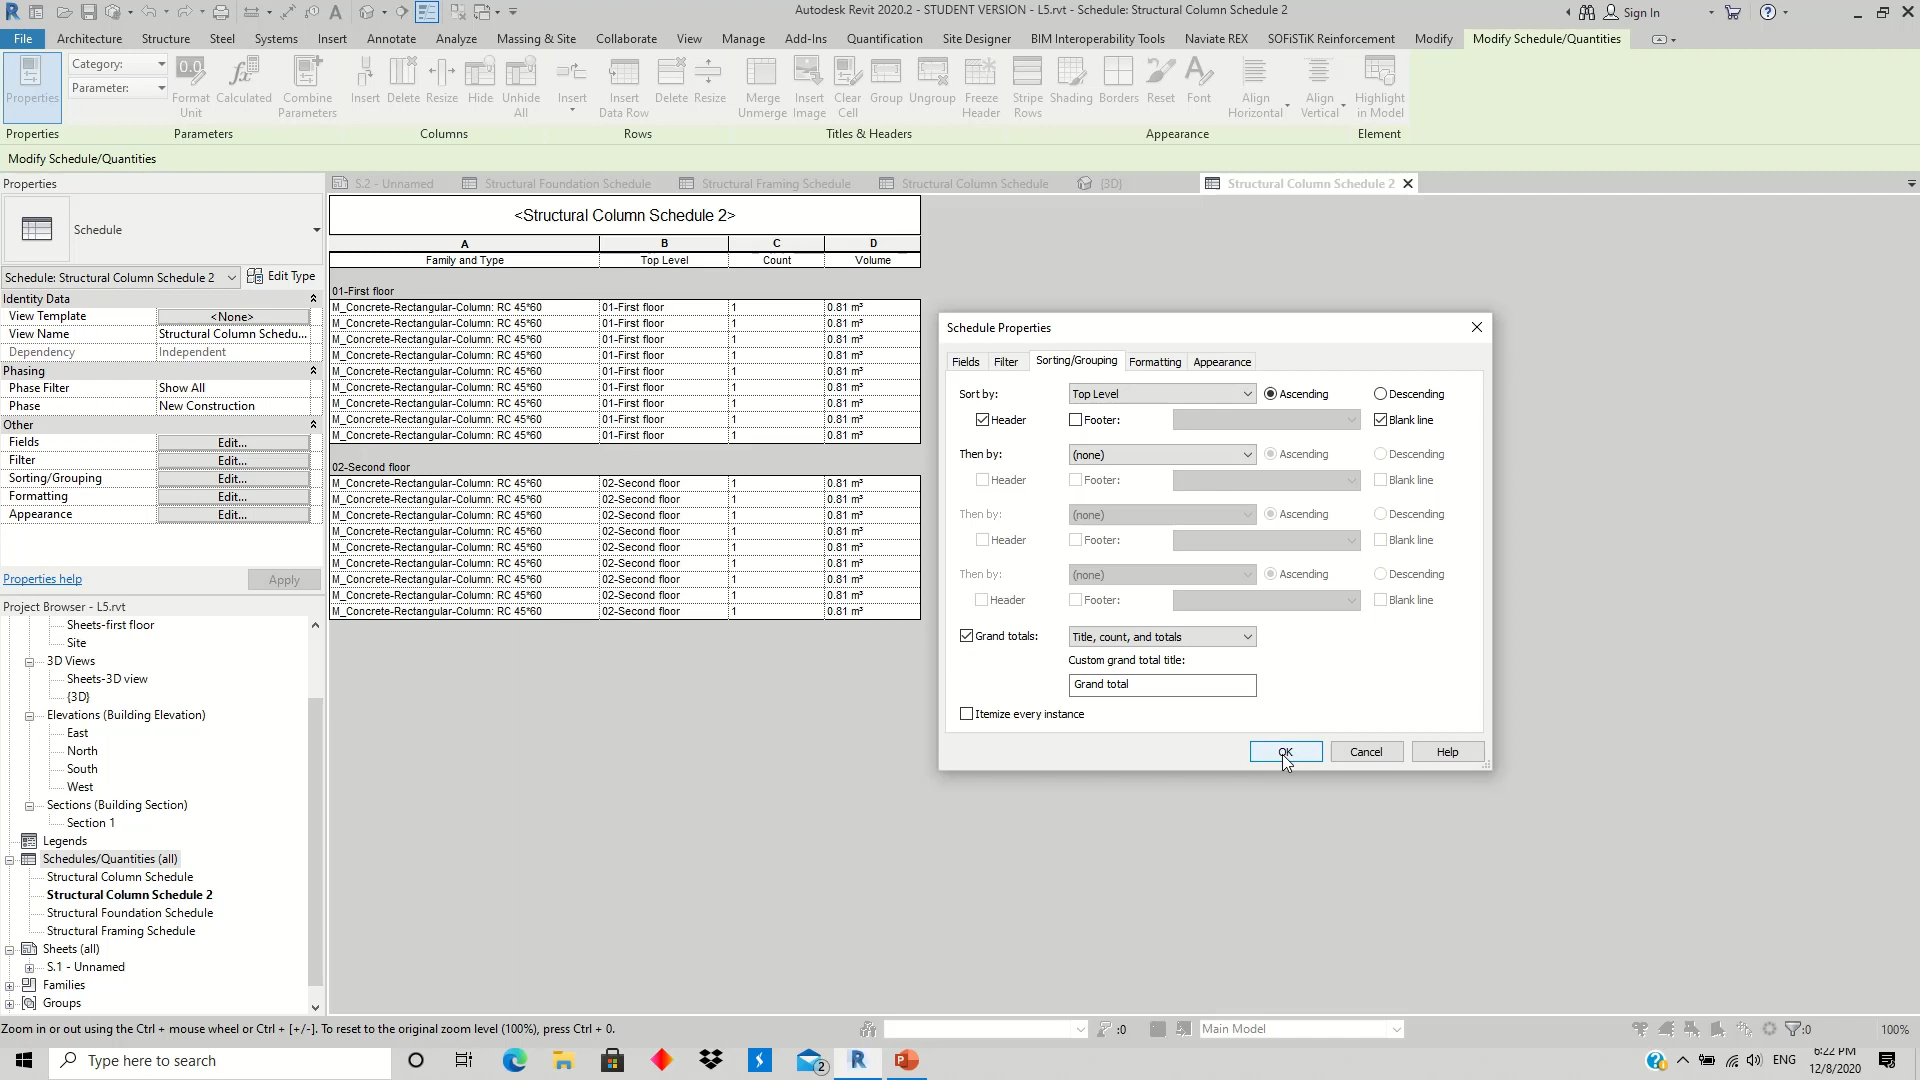 Autodesk Revit 2020.2 - STUDENT VERSION - L5.rvt - Schedule: Structural Column Schedule 2
Sign In
File Architecture Structure Steel Systems Insert Annotate Analyze Massing & Site Collaborate View Manage Add-Ins Quantification Site Designer BIM Interoperability Tools Naviate REX SOFiSTiK Reinforcement Modify Modify Schedule/Quantities
Category:
Parameter:
Properties Format Unit Calculated Combine Parameters Insert Delete Resize Hide Unhide All Insert Insert Data Row Delete Resize Merge Unmerge Insert Image Clear Cell Group Ungroup Freeze Header Stripe Rows Shading Borders Reset Font Align Horizontal Align Vertical Highlight in Model
Properties Parameters Columns Rows Titles & Headers Appearance Element
Modify Schedule/Quantities
Properties
S.2 - Unnamed Structural Foundation Schedule Structural Framing Schedule Structural Column Schedule {3D} Structural Column Schedule 2
Schedule
Schedule: Structural Column Schedule 2 Edit Type
Identity Data
View Template <None>
View Name Structural Column Schedu...
Dependency Independent
Phasing
Phase Filter Show All
Phase New Construction
Other
Fields Edit...
Filter Edit...
Sorting/Grouping Edit...
Formatting Edit...
Appearance Edit...
Properties help Apply
Project Browser - L5.rvt
Sheets-first floor
Site
3D Views
Sheets-3D view
{3D}
Elevations (Building Elevation)
East
North
South
West
Sections (Building Section)
Section 1
Legends
Schedules/Quantities (all)
Structural Column Schedule
Structural Column Schedule 2
Structural Foundation Schedule
Structural Framing Schedule
Sheets (all)
S.1 - Unnamed
Families
Groups
<Structural Column Schedule 2>
A B C D
Family and Type Top Level Count Volume
01-First floor
M_Concrete-Rectangular-Column: RC 45*60 01-First floor 1 0.81 m³
M_Concrete-Rectangular-Column: RC 45*60 01-First floor 1 0.81 m³
M_Concrete-Rectangular-Column: RC 45*60 01-First floor 1 0.81 m³
M_Concrete-Rectangular-Column: RC 45*60 01-First floor 1 0.81 m³
M_Concrete-Rectangular-Column: RC 45*60 01-First floor 1 0.81 m³
M_Concrete-Rectangular-Column: RC 45*60 01-First floor 1 0.81 m³
M_Concrete-Rectangular-Column: RC 45*60 01-First floor 1 0.81 m³
M_Concrete-Rectangular-Column: RC 45*60 01-First floor 1 0.81 m³
M_Concrete-Rectangular-Column: RC 45*60 01-First floor 1 0.81 m³
02-Second floor
M_Concrete-Rectangular-Column: RC 45*60 02-Second floor 1 0.81 m³
M_Concrete-Rectangular-Column: RC 45*60 02-Second floor 1 0.81 m³
M_Concrete-Rectangular-Column: RC 45*60 02-Second floor 1 0.81 m³
M_Concrete-Rectangular-Column: RC 45*60 02-Second floor 1 0.81 m³
M_Concrete-Rectangular-Column: RC 45*60 02-Second floor 1 0.81 m³
M_Concrete-Rectangular-Column: RC 45*60 02-Second floor 1 0.81 m³
M_Concrete-Rectangular-Column: RC 45*60 02-Second floor 1 0.81 m³
M_Concrete-Rectangular-Column: RC 45*60 02-Second floor 1 0.81 m³
M_Concrete-Rectangular-Column: RC 45*60 02-Second floor 1 0.81 m³
Schedule Properties
Fields Filter Sorting/Grouping Formatting Appearance
Sort by: Top Level Ascending Descending
Header Footer: Blank line
Then by: (none) Ascending Descending
Header Footer: Blank line
Then by: (none) Ascending Descending
Header Footer: Blank line
Then by: (none) Ascending Descending
Header Footer: Blank line
Grand totals: Title, count, and totals
Custom grand total title:
Grand total
Itemize every instance
OK Cancel Help
Zoom in or out using the Ctrl + mouse wheel or Ctrl + [+/-]. To reset to the original zoom level (100%), press Ctrl + 0. :0 Main Model :0 100%
Type here to search 2 ENG 6:22 PM
12/8/2020